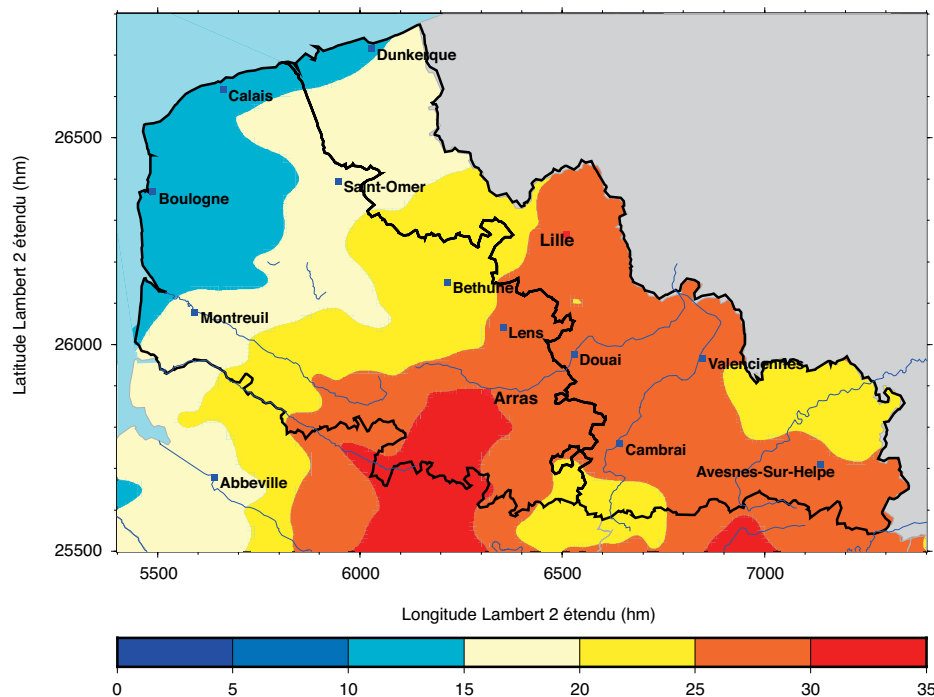 Dunkerque
Calais
26500
Saint-Omer
Boulogne
Lille
Bethune
Montreuil
Lens
26000
Douai
Valenciennes
Arras
Cambrai
Avesnes-Sur-Helpe
Abbeville
25500
5500 6000 6500 7000
Latitude Lambert 2 étendu (hm)
Longitude Lambert 2 étendu (hm)
0 5 10 15 20 25 30 35